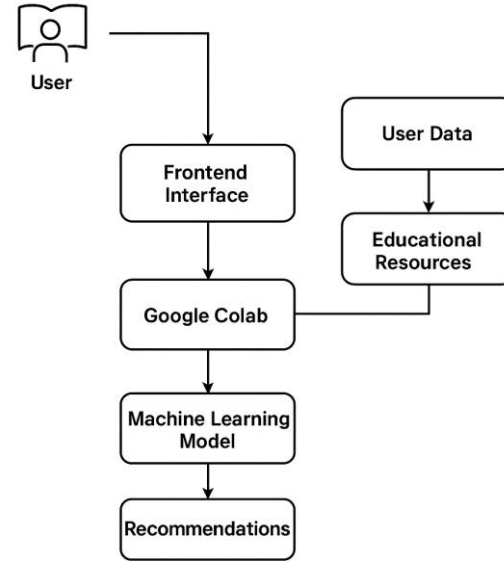 User
Frontend
Interface
User Data
Educational
Resources
Google Colab
Machine Learning
Model
Recommendations